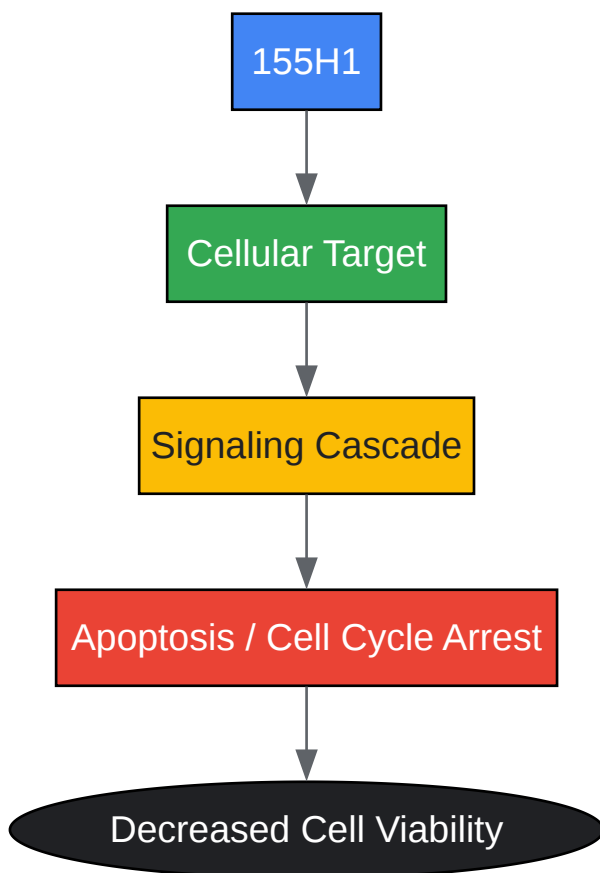 155H1
Cellular Target
Signaling Cascade
Apoptosis / Cell Cycle Arrest
Decreased Cell Viability